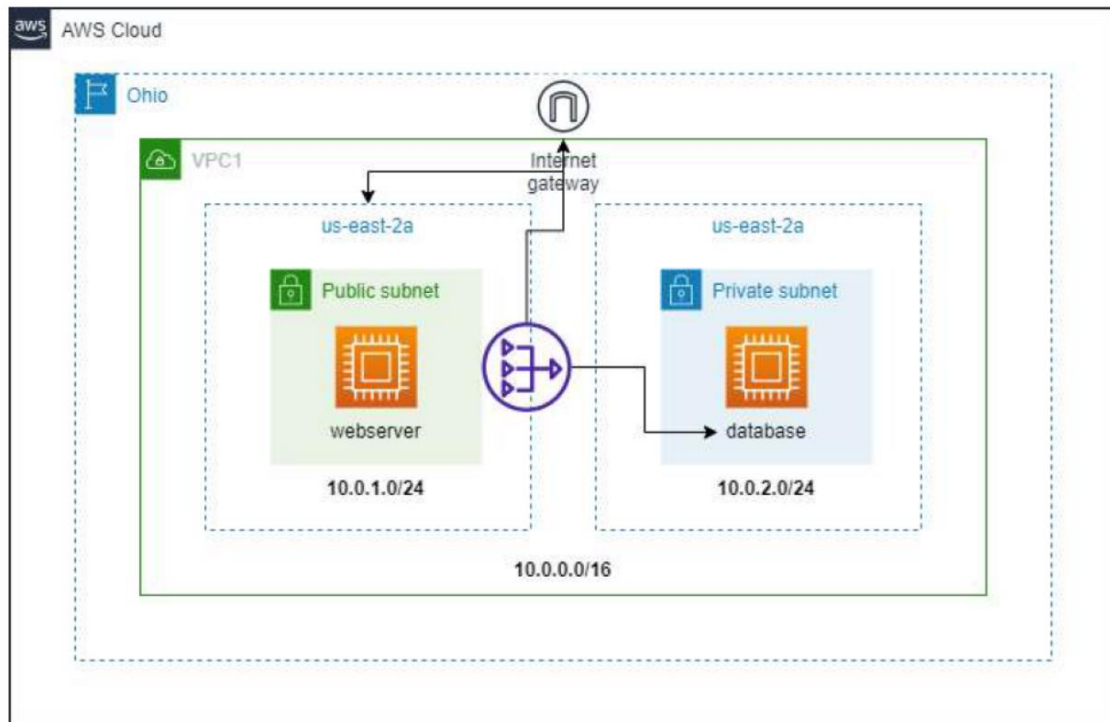 aws
AWS Cloud
Ohio
VPC1
Internet
gateway
us-east-2a
us-east-2a
Public subnet
Private subnet
webserver
database
10.0.1.0/24
10.0.2.0/24
10.0.0.0/16